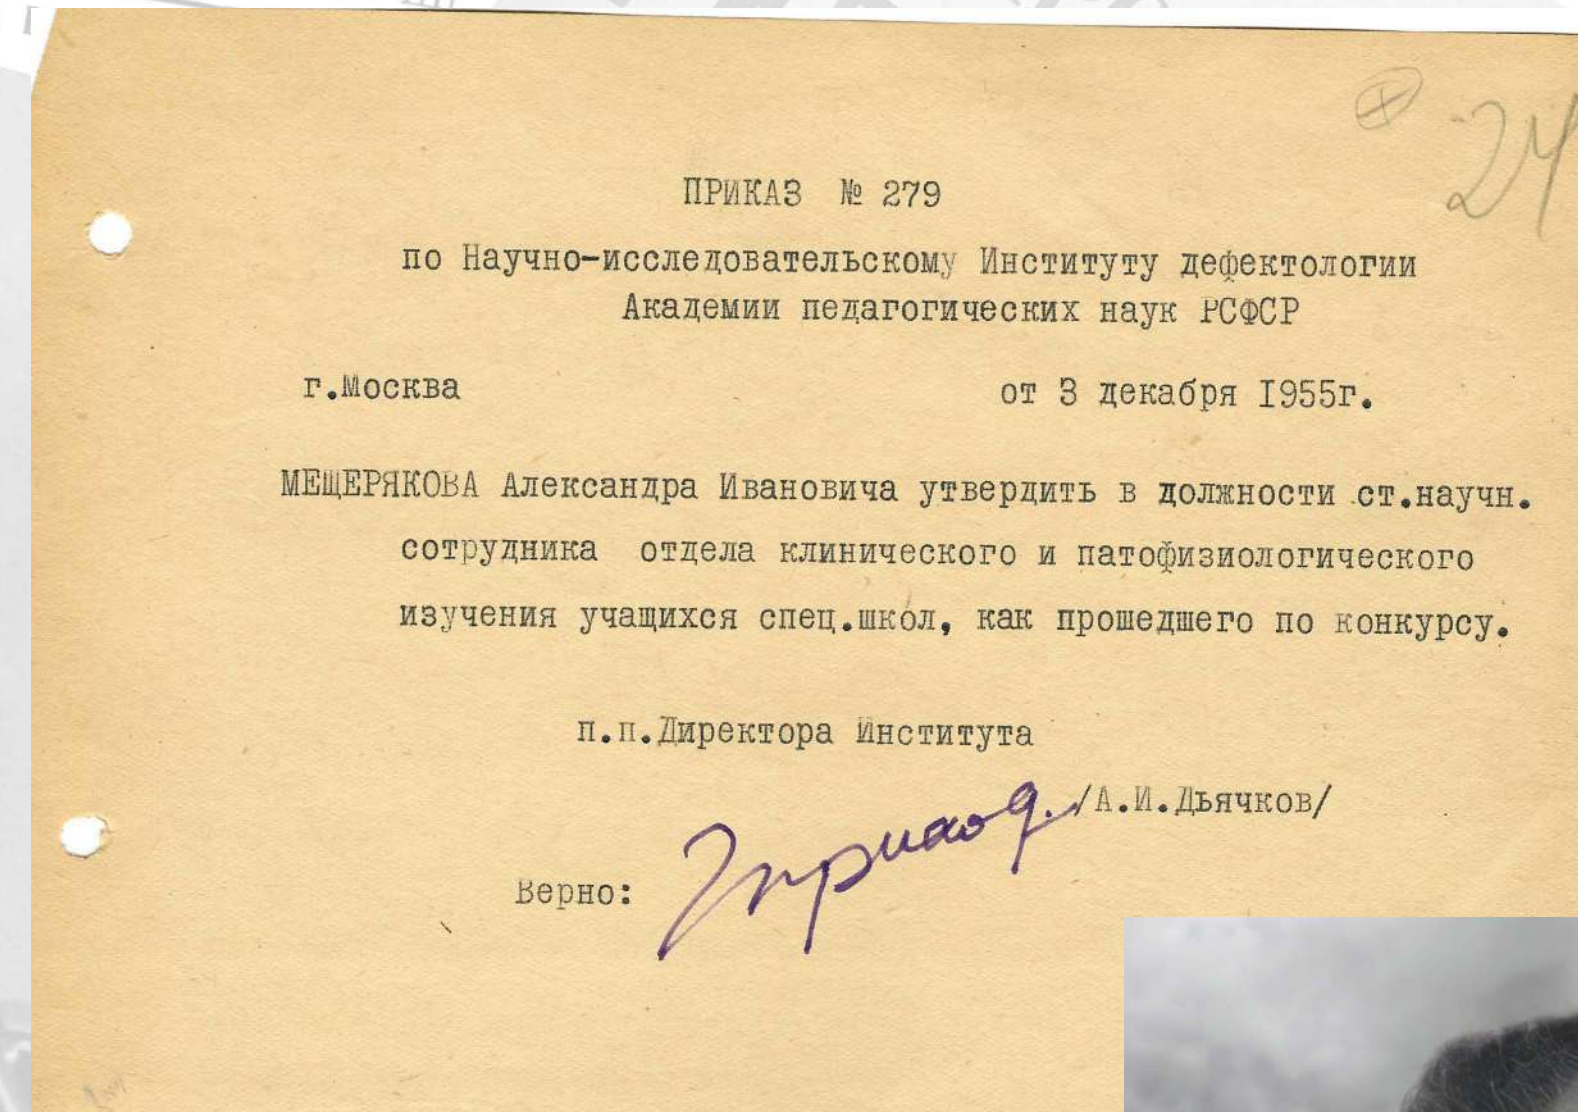 24
ПРИКАЗ № 279
по Научно-исследовательскому Институту дефектологии
Академии педагогических наук РСФСР
г.Москва от 3 декабря I955г.
МЕЩЕРЯКОВА Александра Ивановича утвердить в должности ст.научн.
сотрудника отдела клинического и патофизиологического
изучения учащихся спец.школ, как прошедшего по конкурсу.
п.п.Директора Института
/А.И.Дьячков/
Верно: